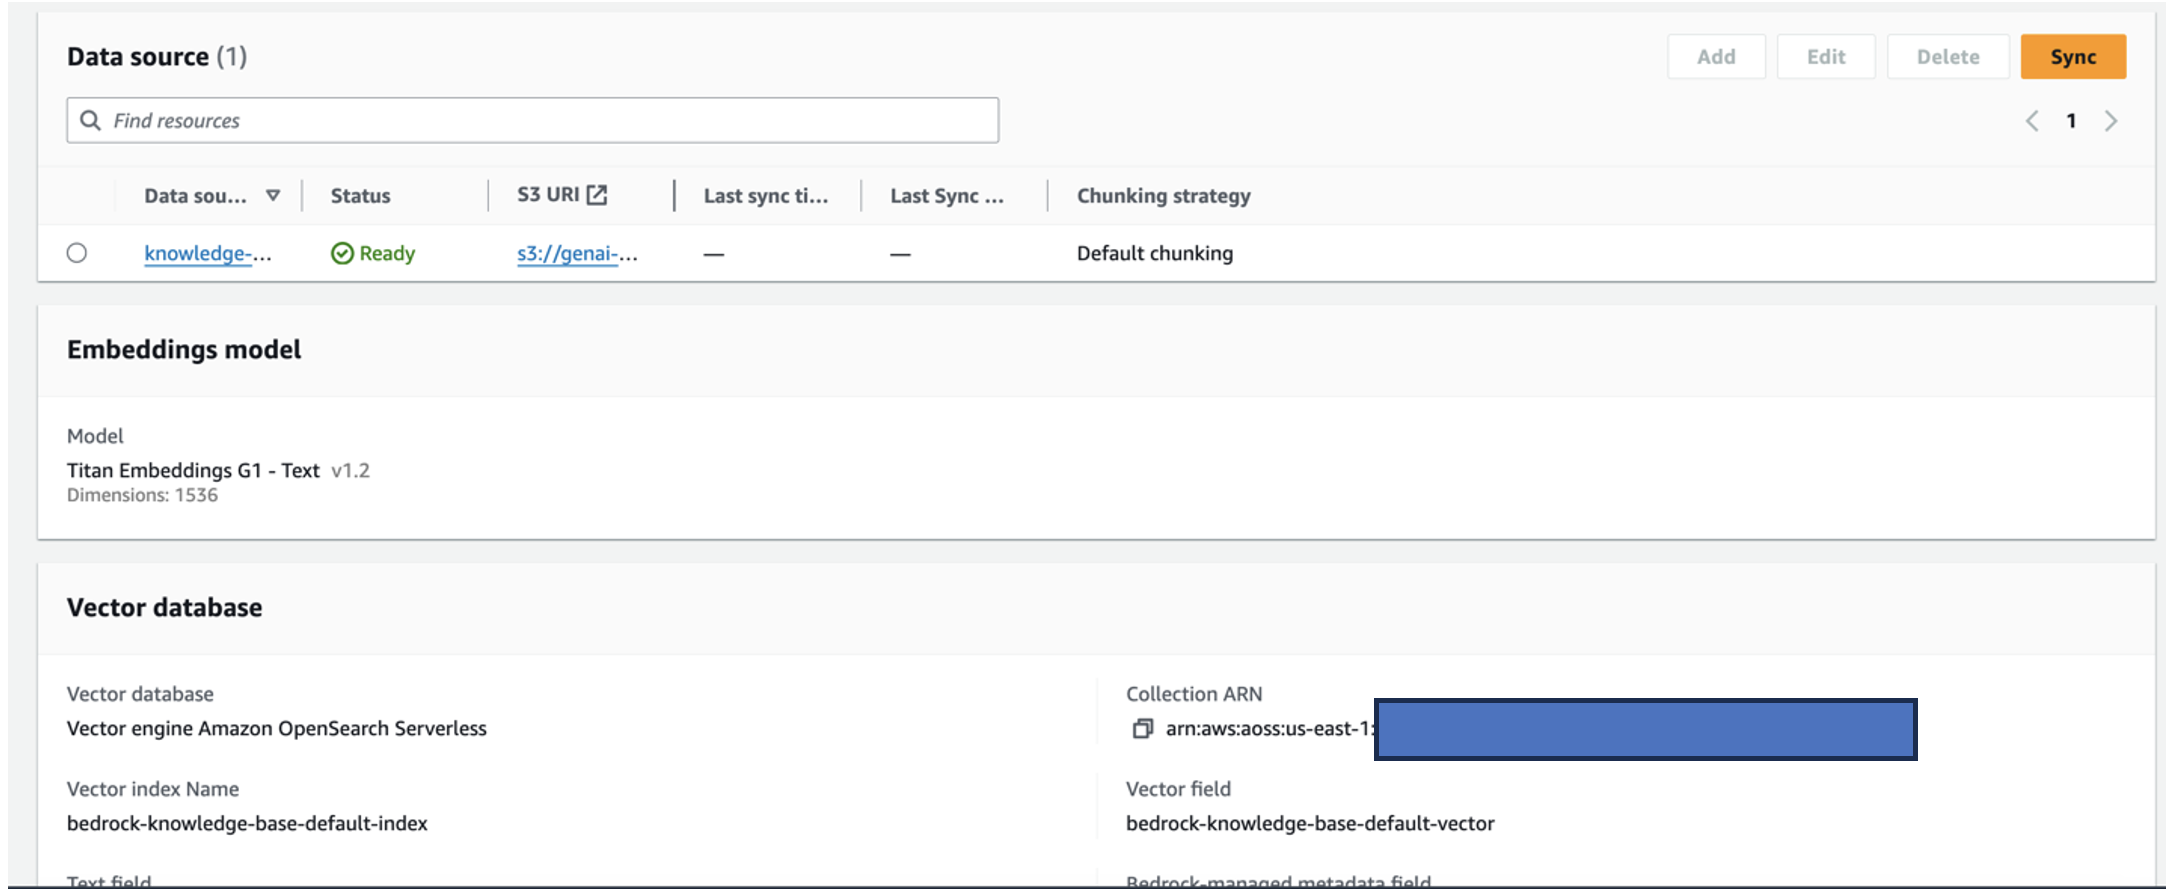 Data source (1)
Add
Edit
Delete
Sync
Find resources
1
Data sou...
Status
S3 URI
Last sync ti...
Last Sync ...
Chunking strategy
knowledge-...
Ready
s3://genai-...
—
—
Default chunking
Embeddings model
Model
Titan Embeddings G1 - Text v1.2
Dimensions: 1536
Vector database
Vector database
Vector engine Amazon OpenSearch Serverless
Collection ARN
arn:aws:aoss:us-east-1:
Vector index Name
bedrock-knowledge-base-default-index
Vector field
bedrock-knowledge-base-default-vector
Text field
Bedrock-managed metadata field